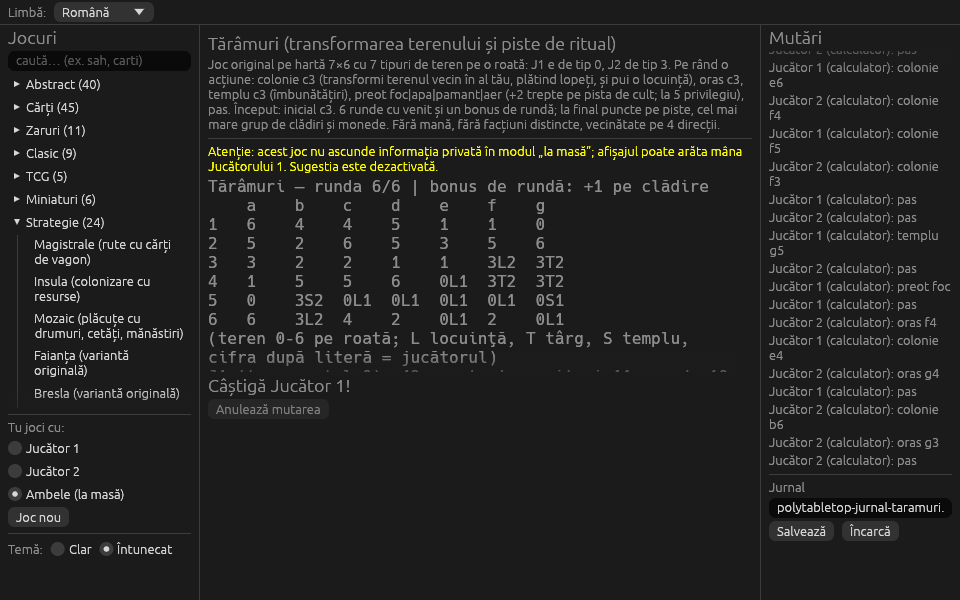 Limbă: Română
Jocuri
caută... (ex. sah, carti)
Abstract (40)
Cărți (45)
Zaruri (11)
Clasic (9)
TCG (5)
Miniaturi (6)
Strategie (24)
Magistrale (rute cu cărți
de vagon)
Insula (colonizare cu
resurse)
Mozaic (plăcuțe cu
drumuri, cetăți, mănăstiri)
Faianța (variantă
originală)
Bresla (variantă originală)
Tu joci cu:
Jucător 1
Jucător 2
Ambele (la masă)
Joc nou
Temă: Clar Întunecat
Tărâmuri (transformarea terenului și piste de ritual)
Joc original pe hartă 7×6 cu 7 tipuri de teren pe o roată: J1 e de tip 0, J2 de tip 3. Pe rând o
acțiune: colonie c3 (transformi terenul vecin în al tău, plătind lopeți, și pui o locuință), oras c3,
templu c3 (îmbunătățiri), preot foc|apa|pamant|aer (+2 trepte pe pista de cult; la 5 privilegiu),
pas. Început: inicial c3. 6 runde cu venit și un bonus de rundă; la final puncte pe piste, cel mai
mare grup de clădiri și monede. Fără mană, fără facțiuni distincte, vecinătate pe 4 direcții.
Atenție: acest joc nu ascunde informația privată în modul „la masă”; afișajul poate arăta mâna
Jucătorului 1. Sugestia este dezactivată.
Tărâmuri — runda 6/6 | bonus de rundă: +1 pe clădire
a b c d e f g
1 6 4 4 5 1 1 0
2 5 2 6 5 3 5 6
3 3 2 2 1 1 3L2 3T2
4 1 5 5 6 0L1 3T2 3T2
5 0 3S2 0L1 0L1 0L1 0L1 0S1
6 6 3L2 4 2 0L1 2 0L1
(teren 0-6 pe roată; L locuință, T târg, S templu,
cifra după literă = jucătorul)
Câștigă Jucător 1!
Anulează mutarea
Mutări
Jucător 2 (calculator): pas
Jucător 1 (calculator): colonie
e6
Jucător 2 (calculator): colonie
f4
Jucător 1 (calculator): colonie
f5
Jucător 2 (calculator): colonie
f3
Jucător 1 (calculator): pas
Jucător 2 (calculator): pas
Jucător 1 (calculator): templu
g5
Jucător 2 (calculator): pas
Jucător 1 (calculator): preot foc
Jucător 1 (calculator): pas
Jucător 2 (calculator): oras f4
Jucător 1 (calculator): colonie
e4
Jucător 2 (calculator): oras g4
Jucător 1 (calculator): pas
Jucător 2 (calculator): colonie
b6
Jucător 2 (calculator): oras g3
Jucător 2 (calculator): pas
Jurnal
polytabletop-jurnal-taramuri.
Salvează Încarcă